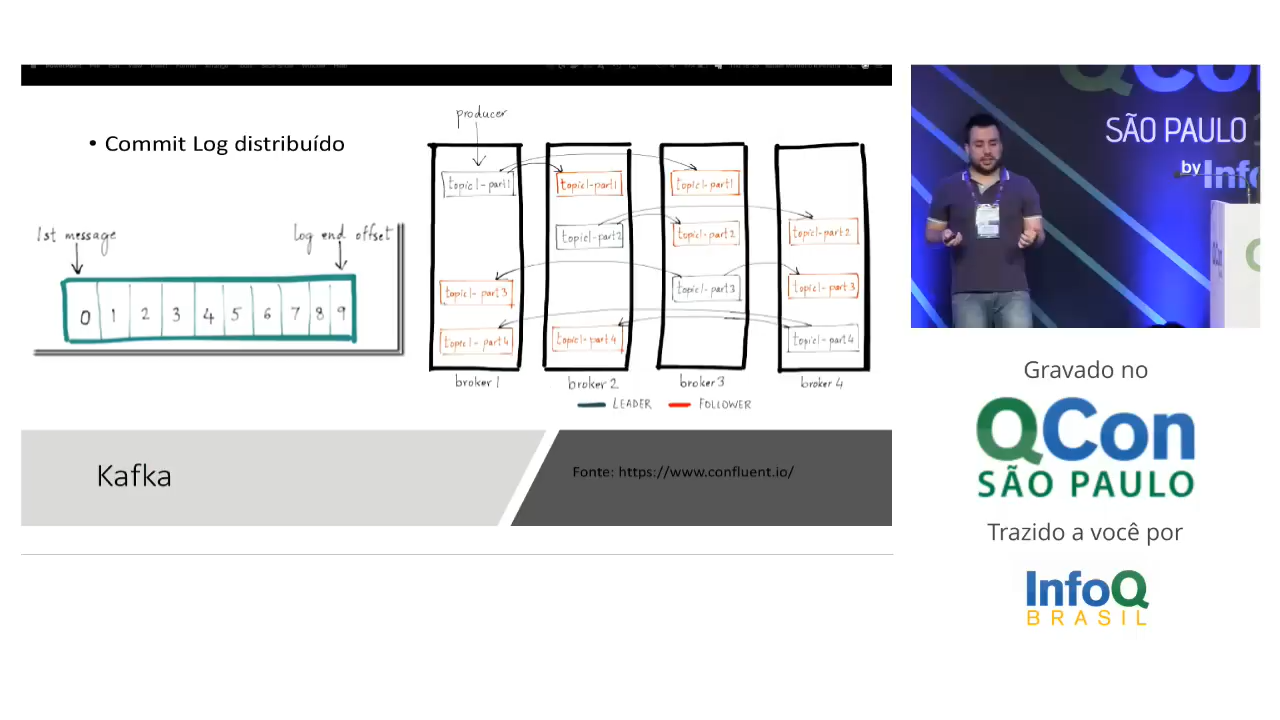 • Commit Log distribuído
1st message
log end offset
0 1 2 3 4 5 6 7 8 9
producer
topic1-part1
topic1-part1
topic1-part1
topic1-part2
topic1-part2
topic1-part2
topic1-part3
topic1-part3
topic1-part3
topic1-part4
topic1-part4
topic1-part4
broker 1
broker 2
broker 3
broker 4
LEADER
FOLLOWER
Kafka
Fonte: https://www.confluent.io/
QCon
SÃO PAULO
by Info
Gravado no
QCon
SÃO PAULO
Trazido a você por
InfoQ
BRASIL